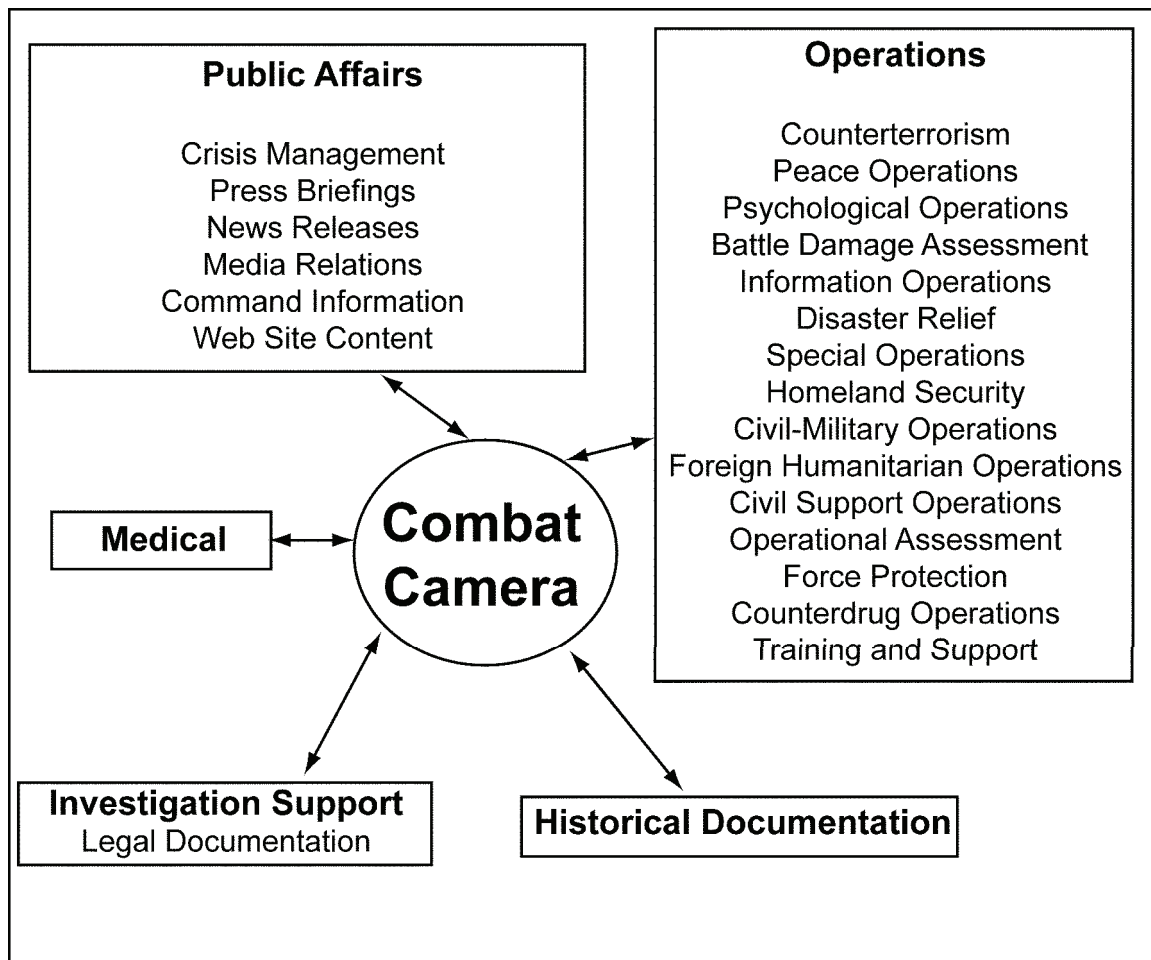 Public Affairs
Crisis Management
Press Briefings
News Releases
Media Relations
Command Information
Web Site Content
Operations
Counterterrorism
Peace Operations
Psychological Operations
Battle Damage Assessment
Information Operations
Disaster Relief
Special Operations
Homeland Security
Civil-Military Operations
Foreign Humanitarian Operations
Civil Support Operations
Operational Assessment
Force Protection
Counterdrug Operations
Training and Support
Combat
Camera
Medical
Investigation Support
Legal Documentation
Historical Documentation